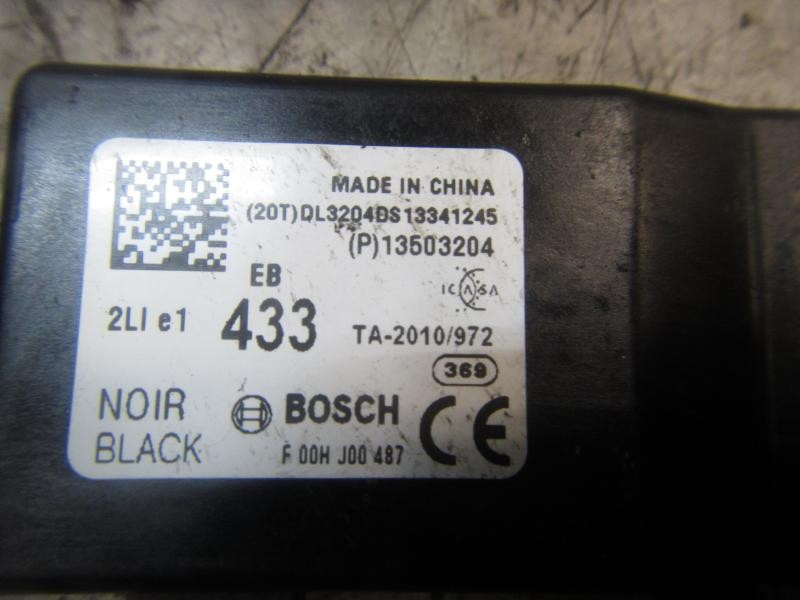 MADE IN CHINA
(20T)DL3204DS13341245
(P)13503204
EB
ICASA
2LI e1 433 TA-2010/972
369
NOIR BOSCH CE
BLACK F 00H J00 487